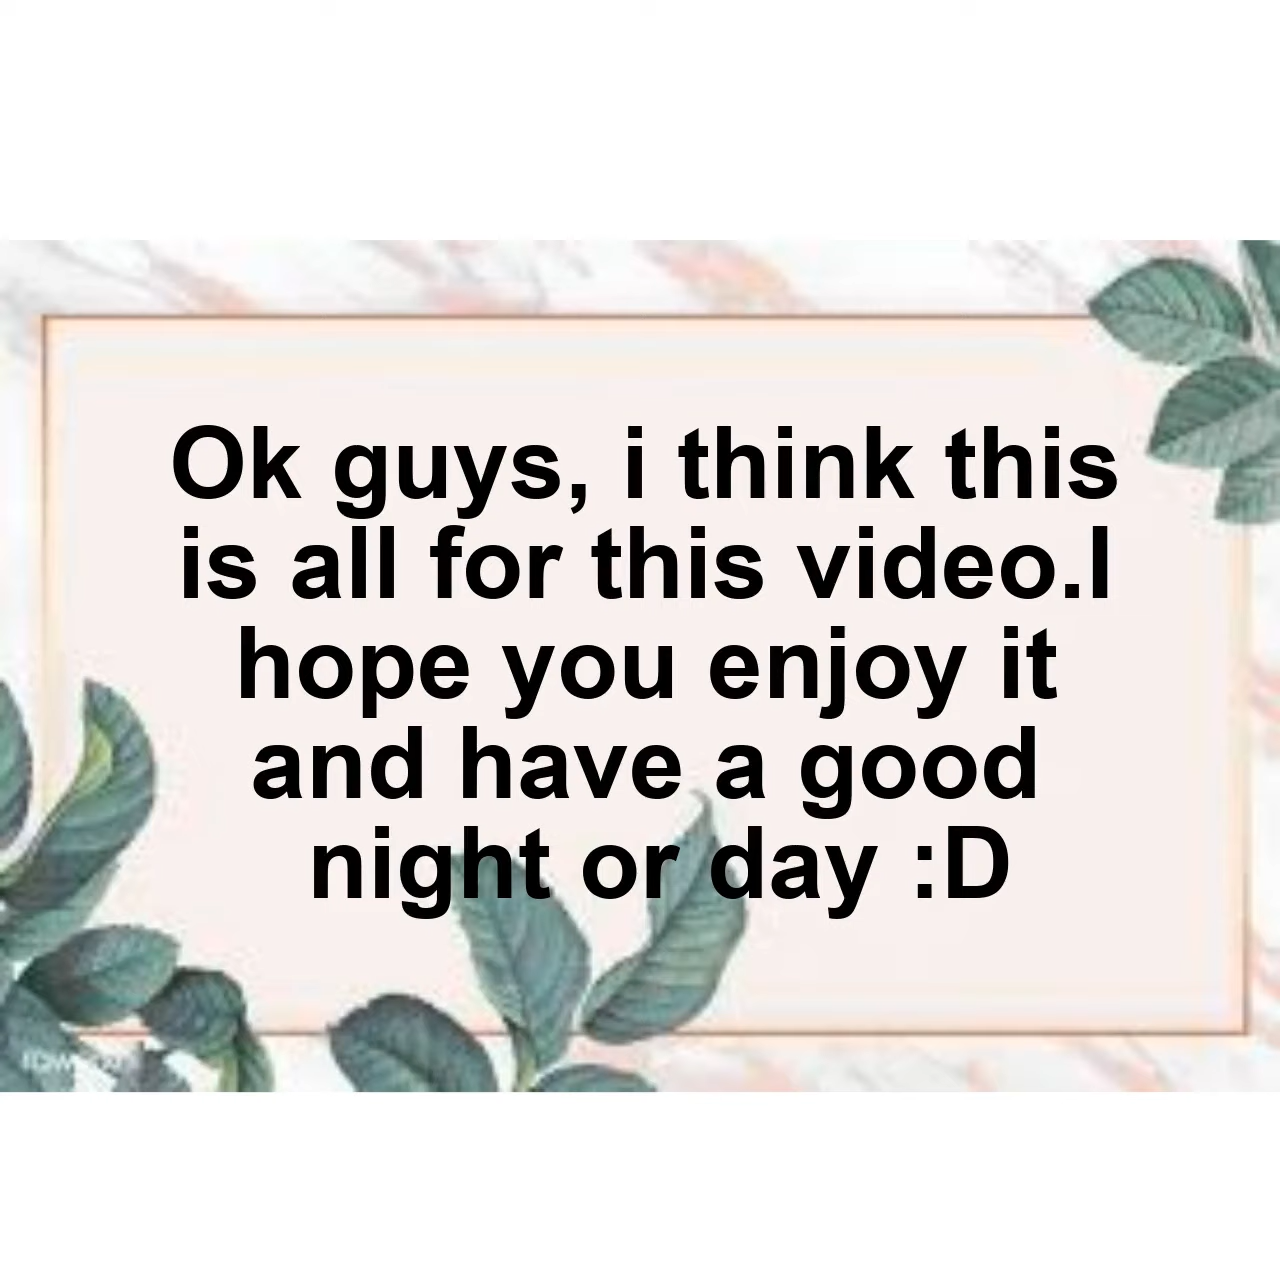 Ok guys, i think this
is all for this video.I
hope you enjoy it
and have a good
night or day :D